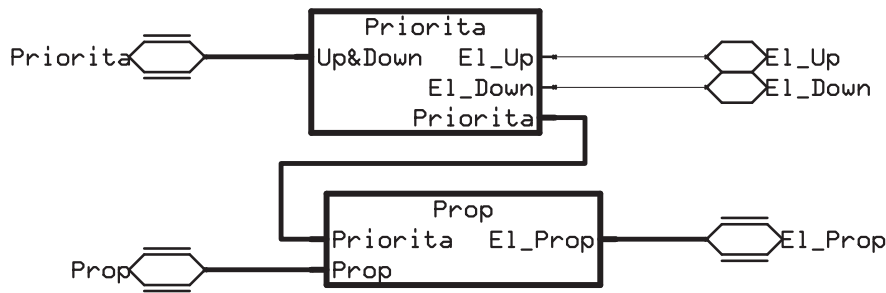 Priorita
Priorita Up&Down El_Up El_Up
El_Down El_Down
Priorita
Prop
Priorita El_Prop El_Prop
Prop Prop